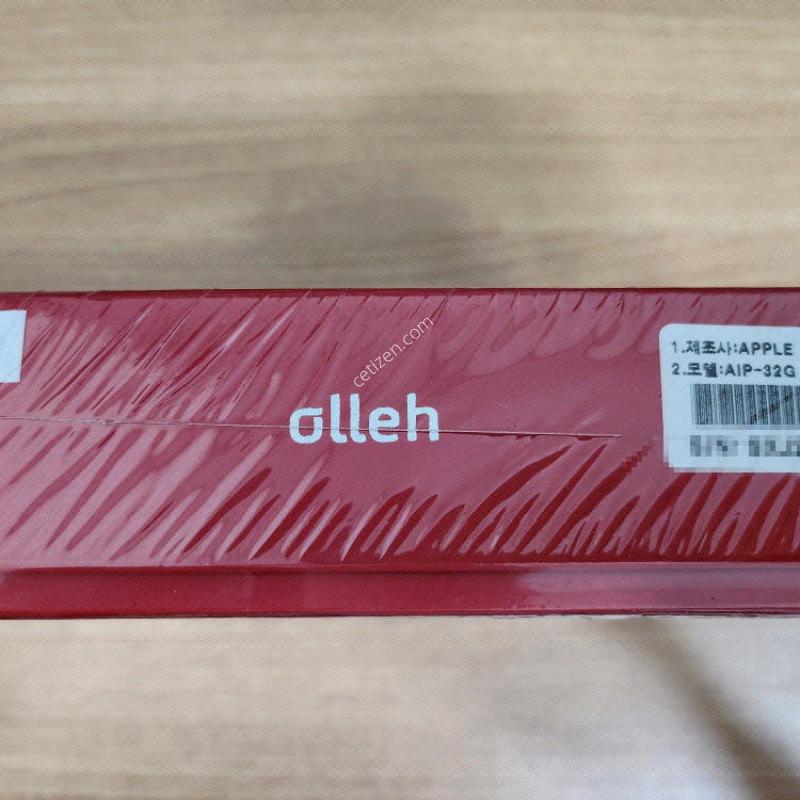 cetizen.com
olleh
1.제조사:APPLE
2.모델:AIP-32G